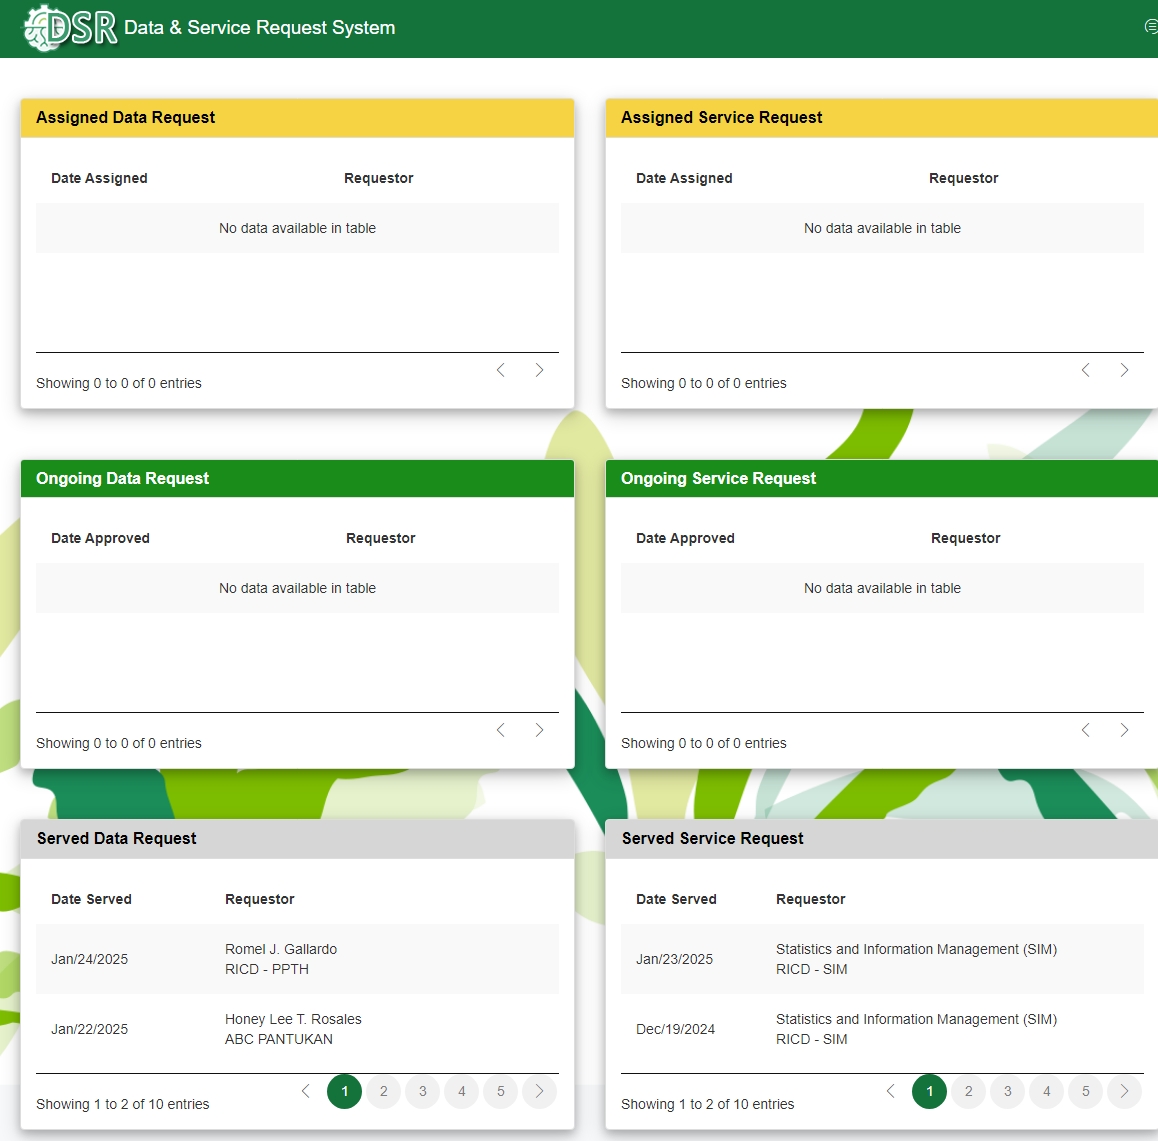 DSR Data & Service Request System
Assigned Data Request
Date Assigned Requestor
No data available in table
Showing 0 to 0 of 0 entries
Assigned Service Request
Date Assigned Requestor
No data available in table
Showing 0 to 0 of 0 entries
Ongoing Data Request
Date Approved Requestor
No data available in table
Showing 0 to 0 of 0 entries
Ongoing Service Request
Date Approved Requestor
No data available in table
Showing 0 to 0 of 0 entries
Served Data Request
Date Served Requestor
Jan/24/2025 Romel J. Gallardo
RICD - PPTH
Jan/22/2025 Honey Lee T. Rosales
ABC PANTUKAN
1 2 3 4 5
Showing 1 to 2 of 10 entries
Served Service Request
Date Served Requestor
Jan/23/2025 Statistics and Information Management (SIM)
RICD - SIM
Dec/19/2024 Statistics and Information Management (SIM)
RICD - SIM
1 2 3 4 5
Showing 1 to 2 of 10 entries